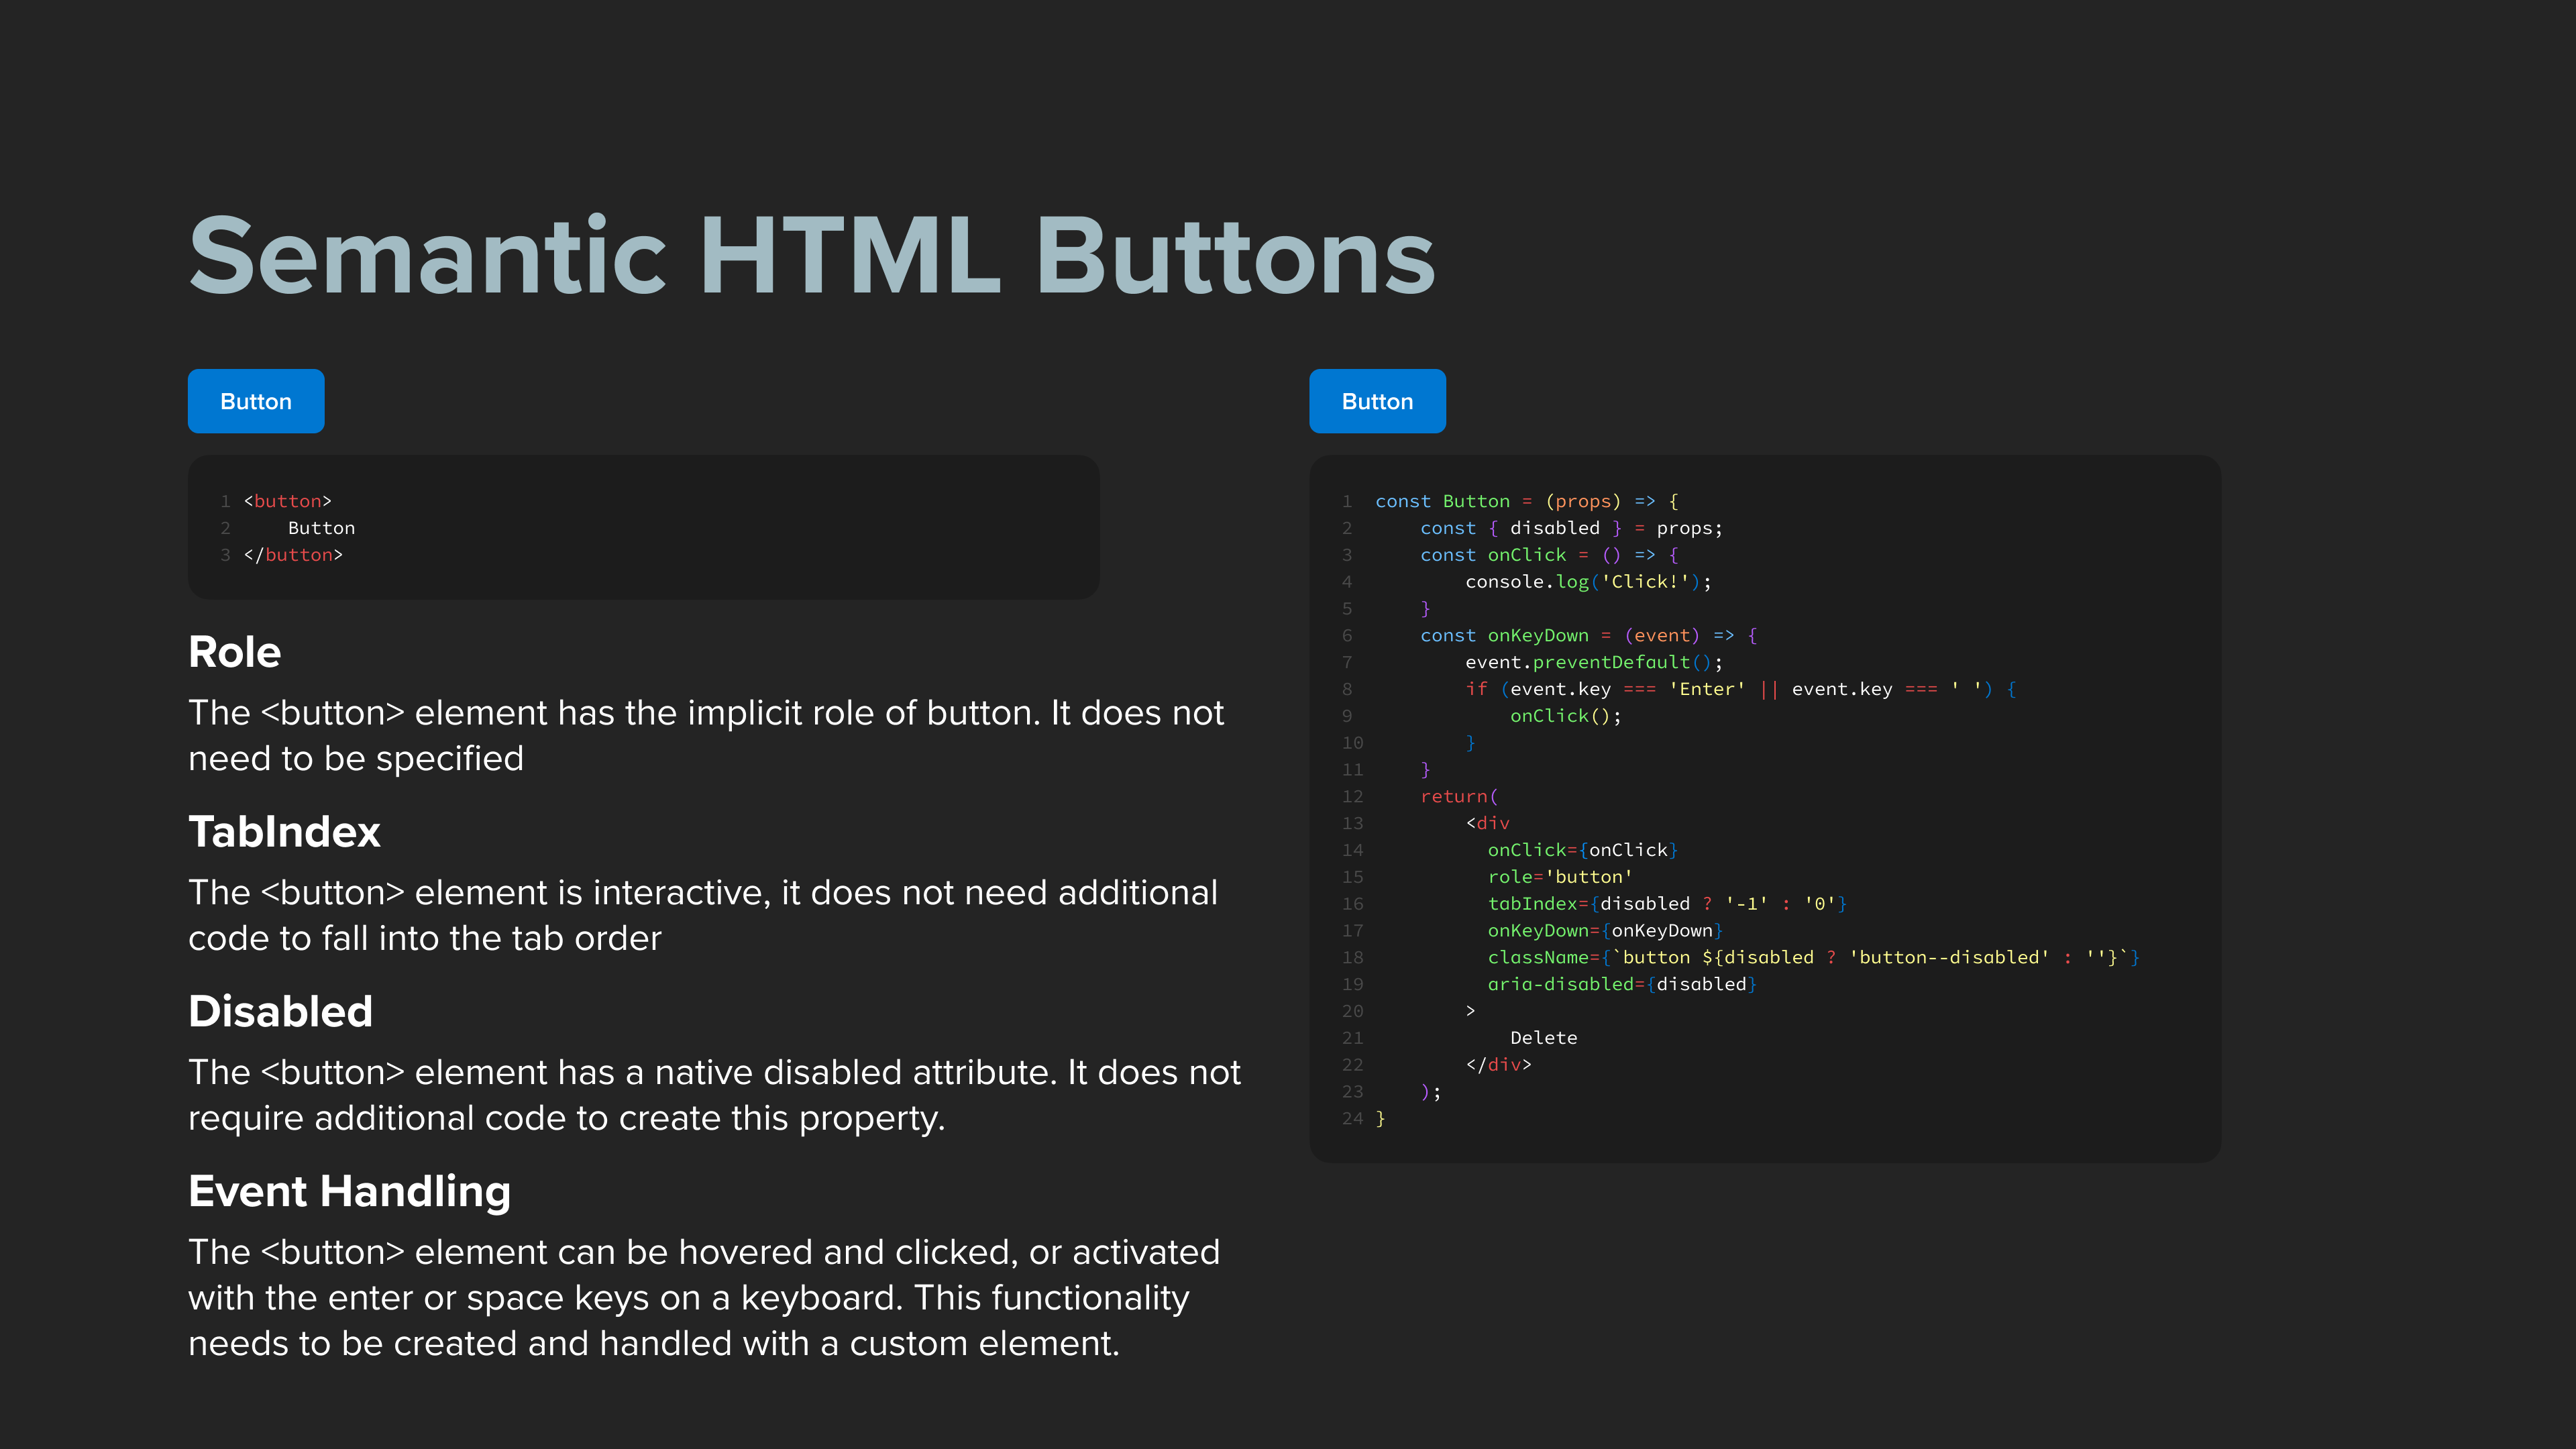 Semantic HTML Buttons
Button
1 <button>
2     Button
3 </button>
Role
The <button> element has the implicit role of button. It does not
need to be specified
TabIndex
The <button> element is interactive, it does not need additional
code to fall into the tab order
Disabled
The <button> element has a native disabled attribute. It does not
require additional code to create this property.
Event Handling
The <button> element can be hovered and clicked, or activated
with the enter or space keys on a keyboard. This functionality
needs to be created and handled with a custom element.
Button
1 const Button = (props) => {
2     const { disabled } = props;
3     const onClick = () => {
4         console.log('Click!');
5     }
6     const onKeyDown = (event) => {
7         event.preventDefault();
8         if (event.key === 'Enter' || event.key === ' ') {
9             onClick();
10         }
11     }
12     return(
13         <div
14           onClick={onClick}
15           role='button'
16           tabIndex={disabled ? '-1' : '0'}
17           onKeyDown={onKeyDown}
18           className={`button ${disabled ? 'button--disabled' : ''}`}
19           aria-disabled={disabled}
20         >
21             Delete
22         </div>
23     );
24 }